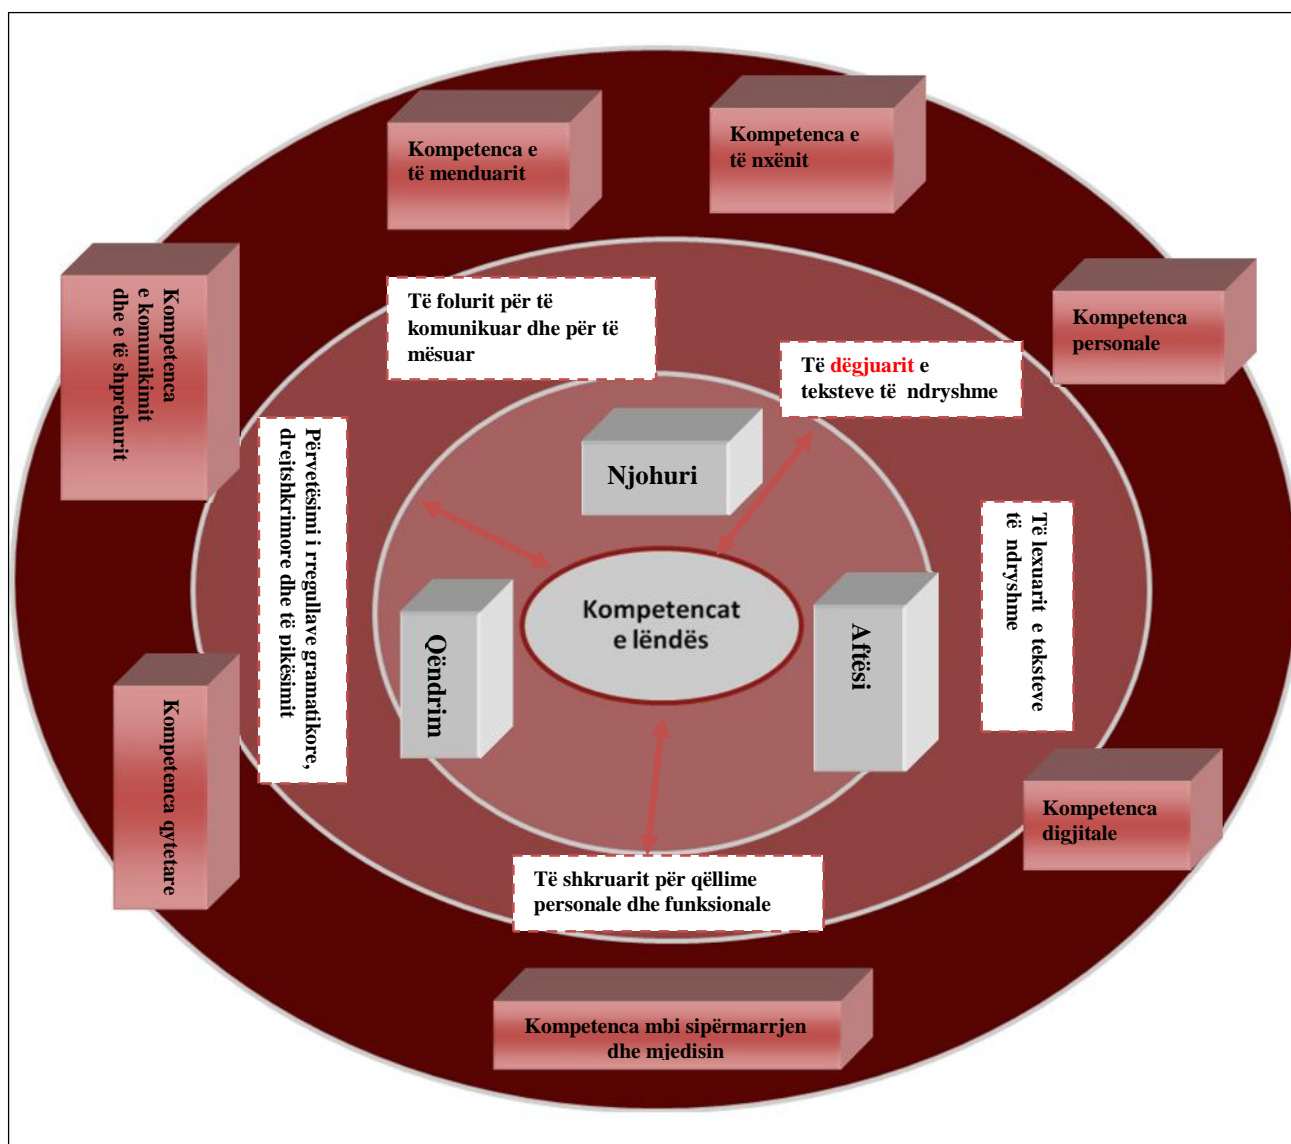 Kompetenca e
të menduarit
Kompetenca e
të nxënit
Kompetenca
e komunikimit
dhe e të shprehurit
Të folurit për të
komunikuar dhe për të
mësuar
Kompetenca
personale
Të dëgjuarit e
teksteve të ndryshme
Përvetësimi i rregullave gramatikore,
drejtshkrimore dhe të pikësimit
Njohuri
Të lexuarit e teksteve
të ndryshme
Kompetencat
e lëndës
Qëndrim
Aftësi
Kompetenca qytetare
Kompetenca
digjitale
Të shkruarit për qëllime
personale dhe funksionale
Kompetenca mbi sipërmarrjen
dhe mjedisin